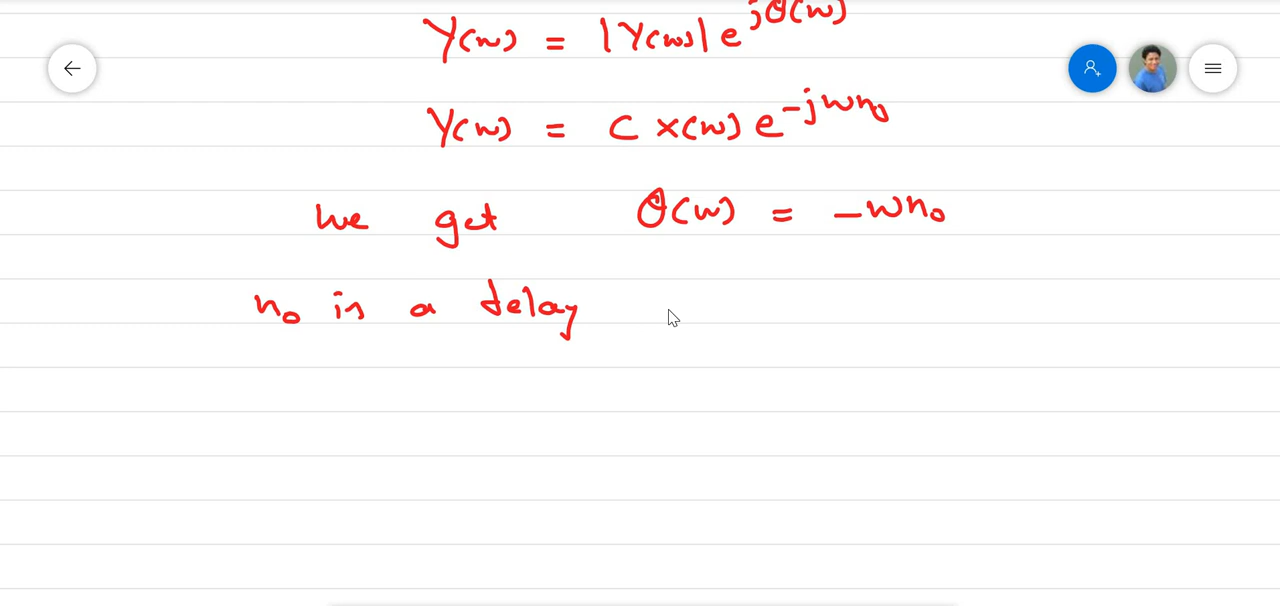 Y(w) = |Y(w)| e^{jθ(w)}
Y(w) = C X(w) e^{-jwn₀}
we get θ(w) = -wn₀
n₀ is a delay